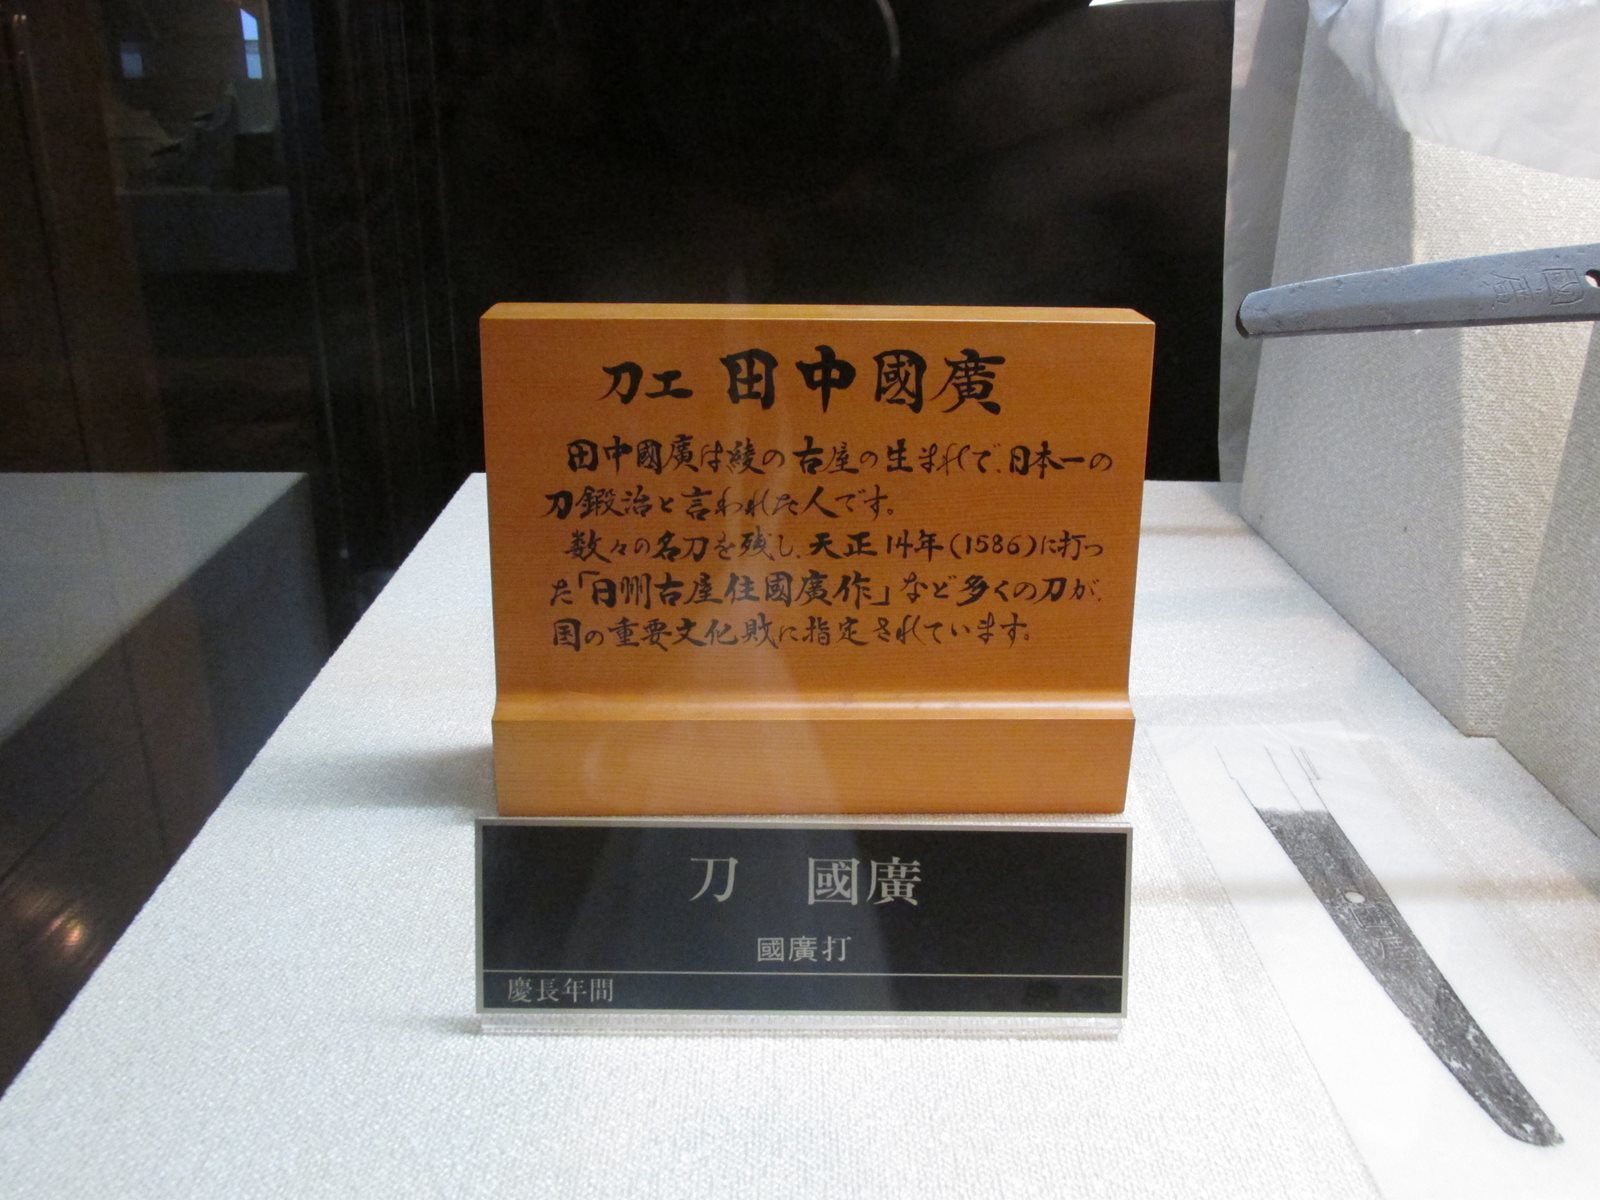 刀工 田中國廣
田中國廣は綾の古屋の生まれで、日本一の
刀鍛冶と言われた人です。
数々の名刀を残し、天正14年(1586)に打っ
た「日州古屋住國廣作」など多くの刀が、
国の重要文化財に指定されています。
刀 國廣
國廣打
慶長年間
國廣